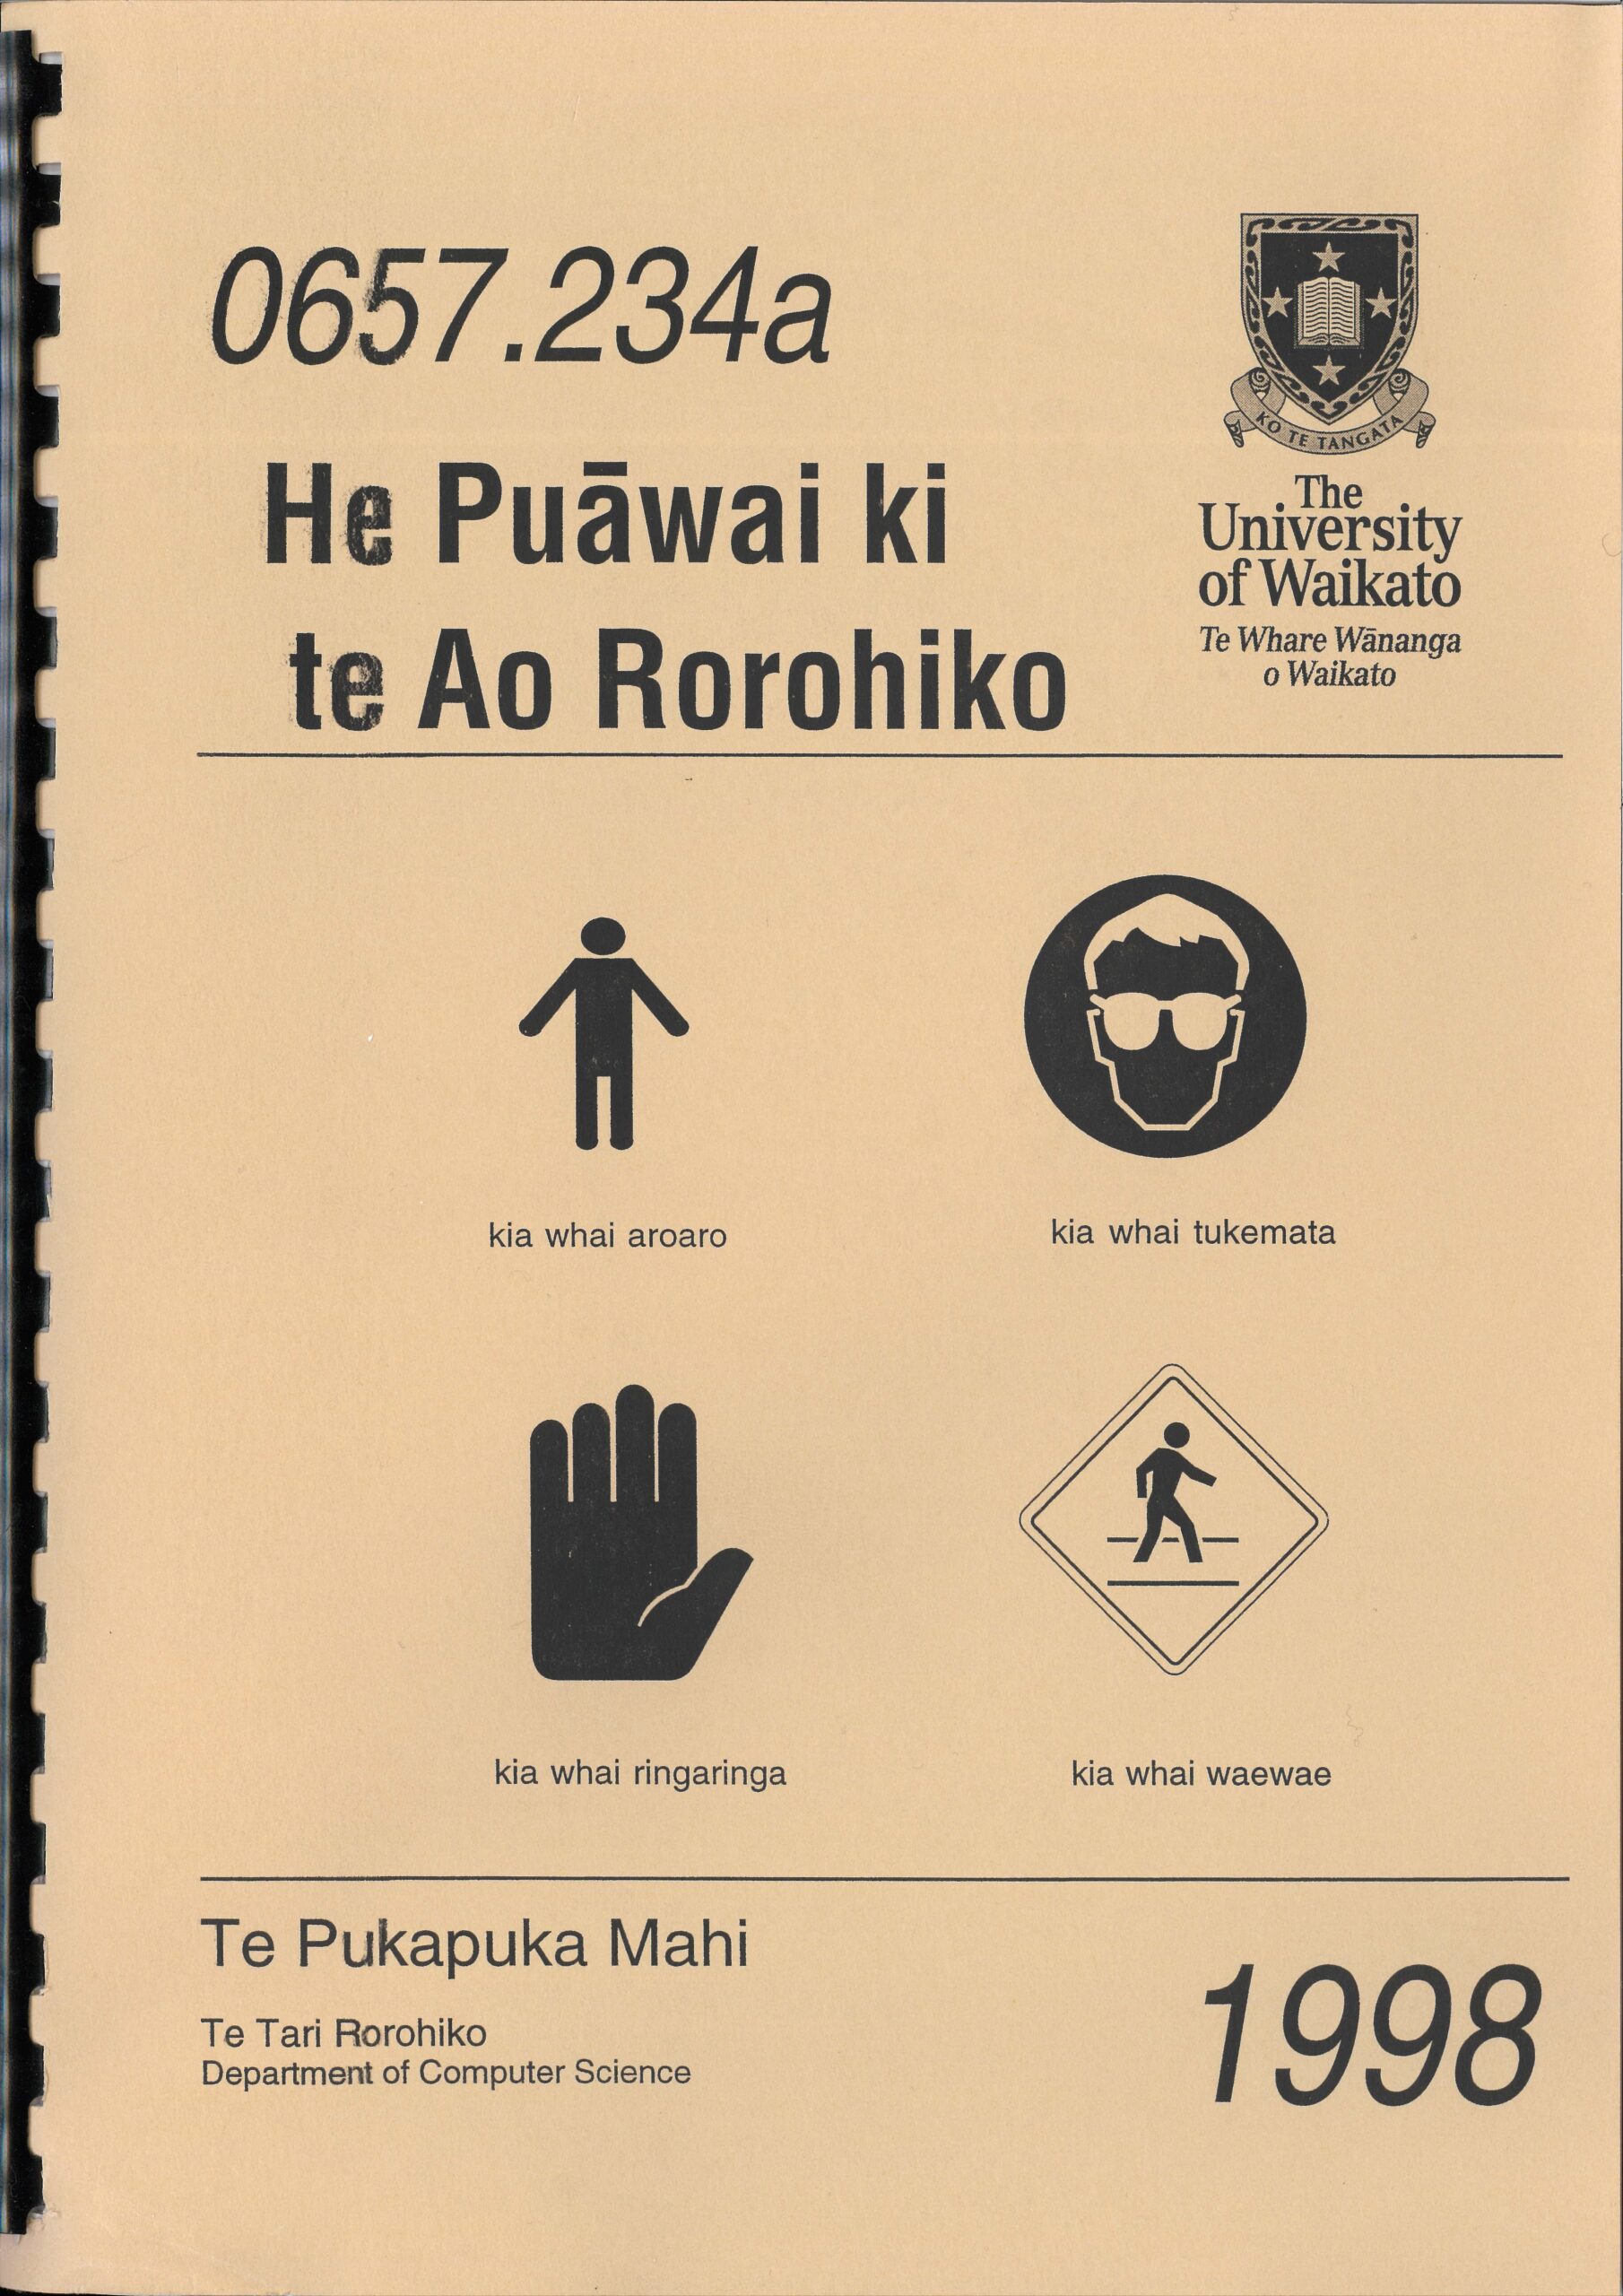 0657.234a
He Puāwai ki
te Ao Rorohiko
KO TE TANGATA
The
University
of Waikato
Te Whare Wānanga
o Waikato
kia whai aroaro
kia whai tukemata
kia whai ringaringa
kia whai waewae
Te Pukapuka Mahi
Te Tari Rorohiko
Department of Computer Science
1998